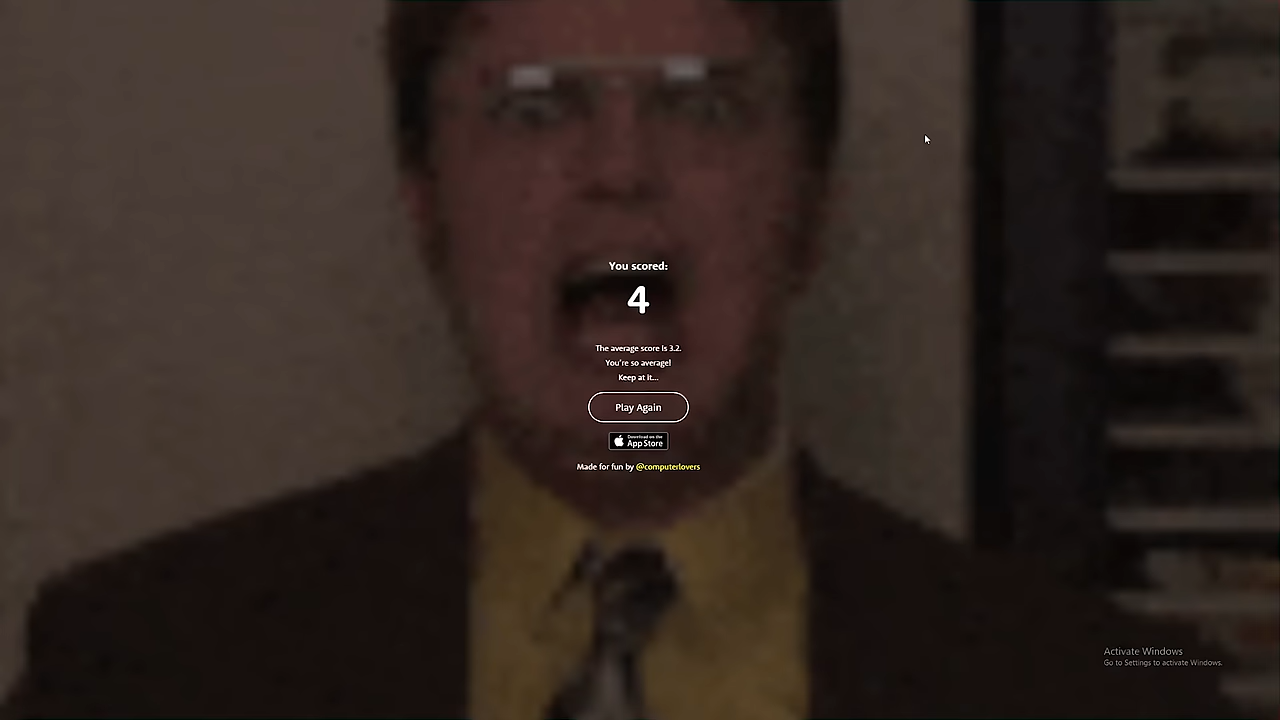 You scored:
4
The average score is 3.2.
You're so average!
Keep at it...
Play Again
Download on the
App Store
Made for fun by @computerlovers
Activate Windows
Go to Settings to activate Windows.